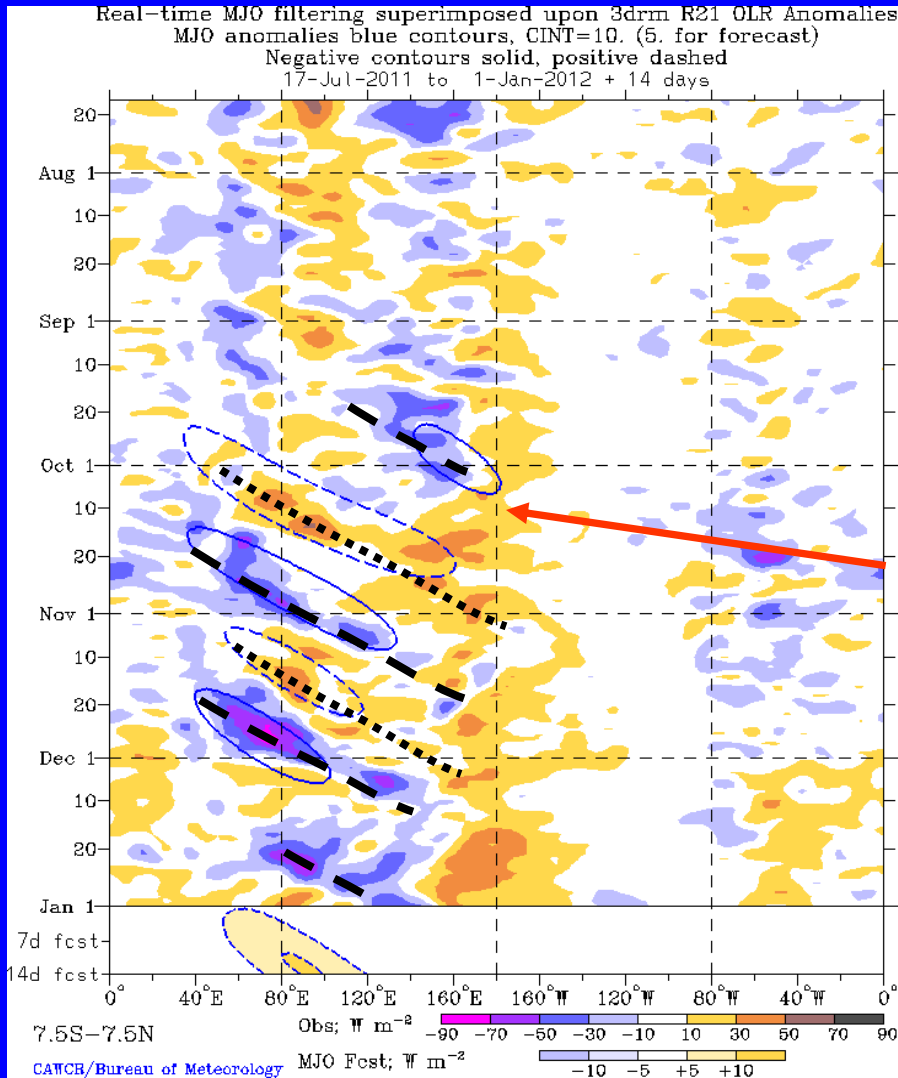 Real-time MJO filtering superimposed upon 3drm R21 OLR Anomalies
MJO anomalies blue contours, CINT=10. (5. for forecast)
Negative contours solid, positive dashed
17-Jul-2011 to 1-Jan-2012 + 14 days
20
Aug 1
10
20
Sep 1
10
20
Oct 1
10
20
Nov 1
10
20
Dec 1
10
20
Jan 1
7d fcst
14d fcst
0° 40°E 80°E 120°E 160°E 160°W 120°W 80°W 40°W 0°
7.5S-7.5N
Obs; W m⁻²
-90 -70 -50 -30 -10 10 30 50 70 90
CAWCR/Bureau of Meteorology
MJO Fcst; W m⁻²
-10 -5 +5 +10